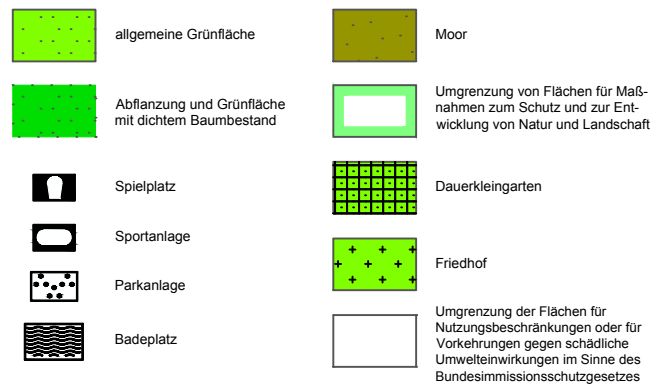 allgemeine Grünfläche
Abflanzung und Grünfläche
mit dichtem Baumbestand
Spielplatz
Sportanlage
Parkanlage
Badeplatz
Moor
Umgrenzung von Flächen für Maß-
nahmen zum Schutz und zur Ent-
wicklung von Natur und Landschaft
Dauerkleingarten
Friedhof
Umgrenzung der Flächen für
Nutzungsbeschränkungen oder für
Vorkehrungen gegen schädliche
Umwelteinwirkungen im Sinne des
Bundesimmissionsschutzgesetzes